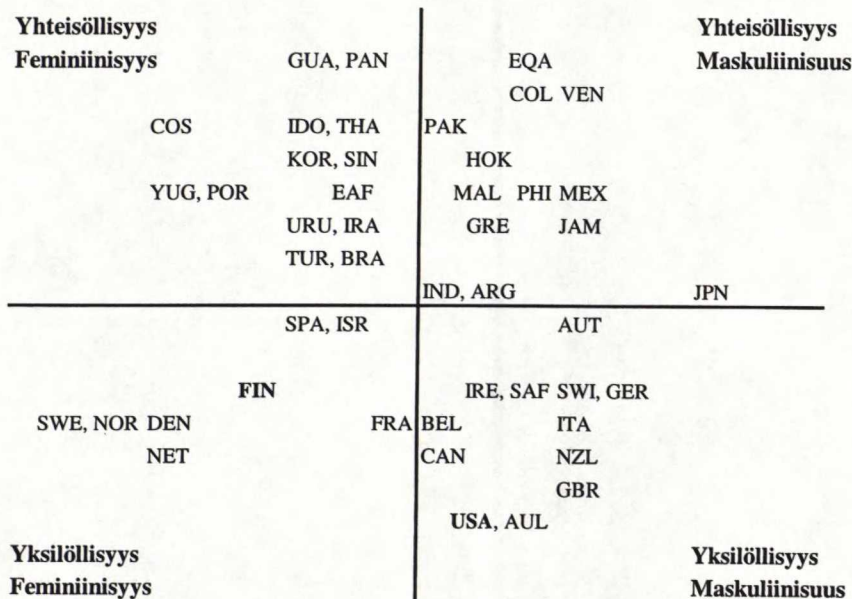 Yhteisöllisyys Yhteisöllisyys
Feminiinisyys GUA, PAN EQA Maskuliinisuus
COL VEN
COS IDO, THA PAK
KOR, SIN HOK
YUG, POR EAF MAL PHI MEX
URU, IRA GRE JAM
TUR, BRA
IND, ARG JPN
SPA, ISR AUT
FIN IRE, SAF SWI, GER
SWE, NOR DEN FRA BEL ITA
NET CAN NZL
GBR
USA, AUL
Yksilöllisyys Yksilöllisyys
Feminiinisyys Maskuliinisuus